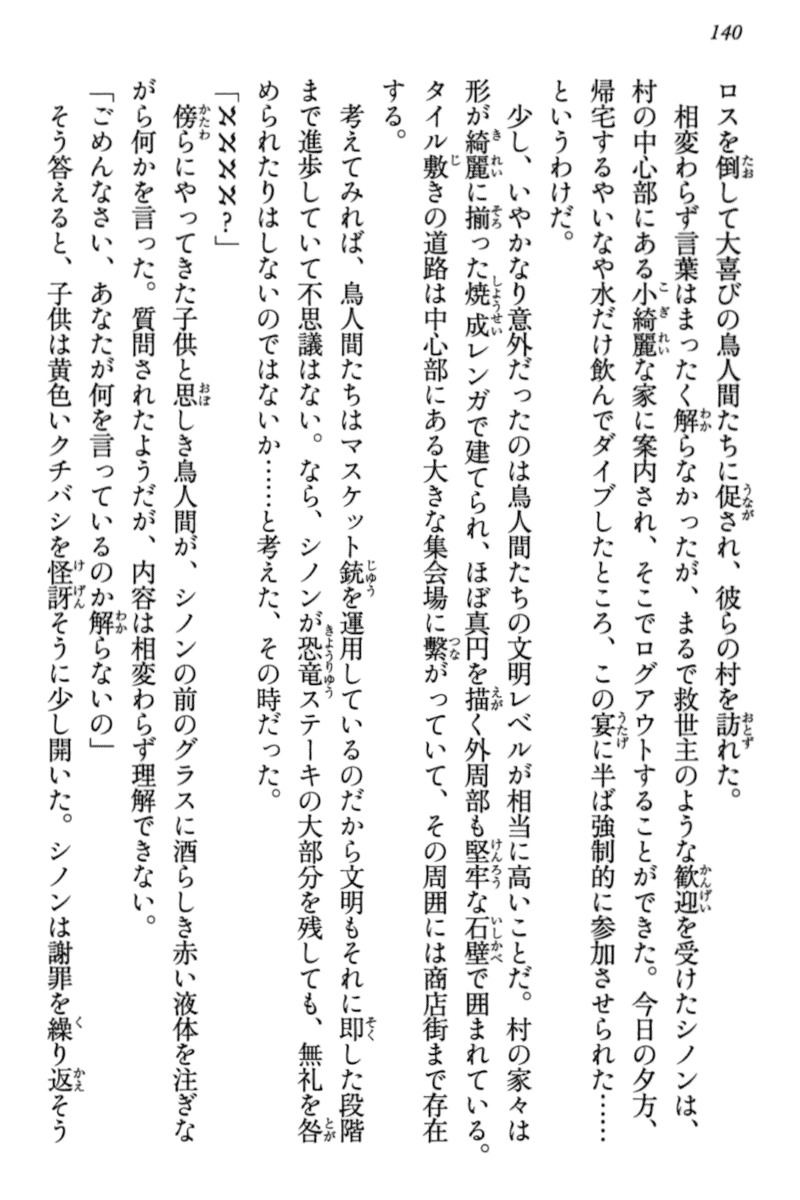 140
ロスを倒して大喜びの鳥人間たちに促され、彼らの村を訪れた。
相変わらず言葉はまったく解らなかったが、まるで救世主のような歓迎を受けたシノンは、
村の中心部にある小綺麗な家に案内され、そこでログアウトすることができた。今日の夕方、
帰宅するやいなや水だけ飲んでダイブしたところ、この宴に半ば強制的に参加させられた……
というわけだ。
少し、いやかなり意外だったのは鳥人間たちの文明レベルが相当に高いことだ。村の家々は
形が綺麗に揃った焼成レンガで建てられ、ほぼ真円を描く外周部も堅牢な石壁で囲まれている。
タイル敷きの道路は中心部にある大きな集会場に繋がっていて、その周囲には商店街まで存在
する。
考えてみれば、鳥人間たちはマスケット銃を運用しているのだから文明もそれに即した段階
まで進歩していて不思議はない。なら、シノンが恐竜ステーキの大部分を残しても、無礼を咎
められたりはしないのではないか……と考えた、その時だった。
「ℵℵℵℵ?」
傍らにやってきた子供と思しき鳥人間が、シノンの前のグラスに酒らしき赤い液体を注ぎな
がら何かを言った。質問されたようだが、内容は相変わらず理解できない。
「ごめんなさい、あなたが何を言っているのか解らないの」
そう答えると、子供は黄色いクチバシを怪訝そうに少し開いた。シノンは謝罪を繰り返そう